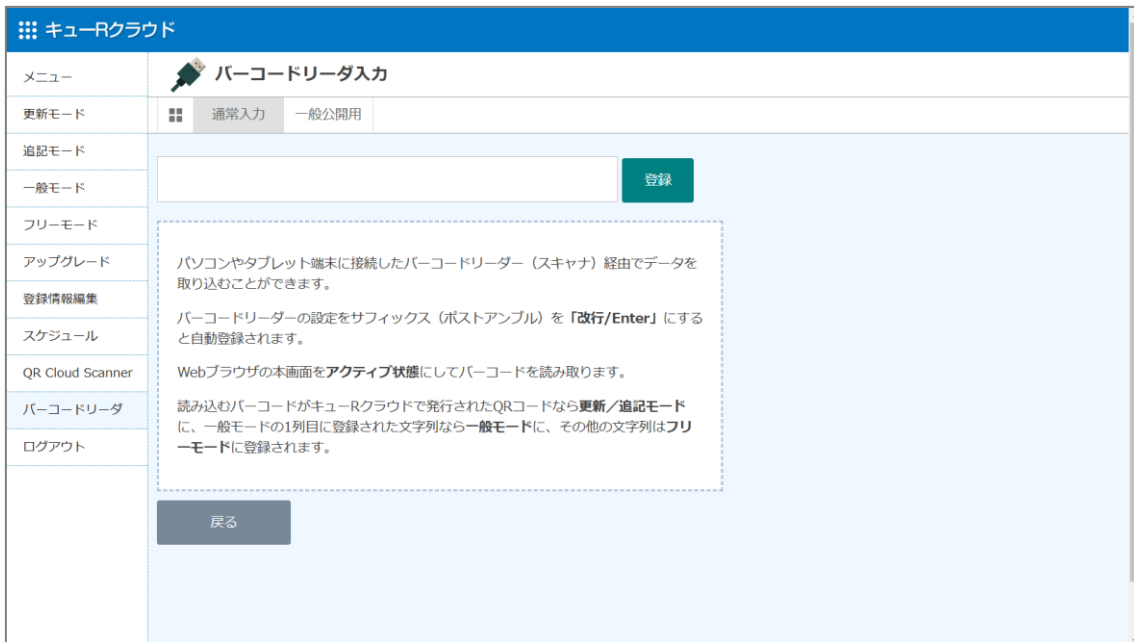 キューRクラウド
メニュー
更新モード
追記モード
一般モード
フリーモード
アップグレード
登録情報編集
スケジュール
QR Cloud Scanner
バーコードリーダ
ログアウト
バーコードリーダ入力
通常入力 一般公開用
登録
パソコンやタブレット端末に接続したバーコードリーダー（スキャナ）経由でデータを
取り込むことができます。
バーコードリーダーの設定をサフィックス（ポストアンブル）を「改行/Enter」にする
と自動登録されます。
Webブラウザの本画面をアクティブ状態にしてバーコードを読み取ります。
読み込むバーコードがキューRクラウドで発行されたQRコードなら更新／追記モード
に、一般モードの1列目に登録された文字列なら一般モードに、その他の文字列はフリ
ーモードに登録されます。
戻る